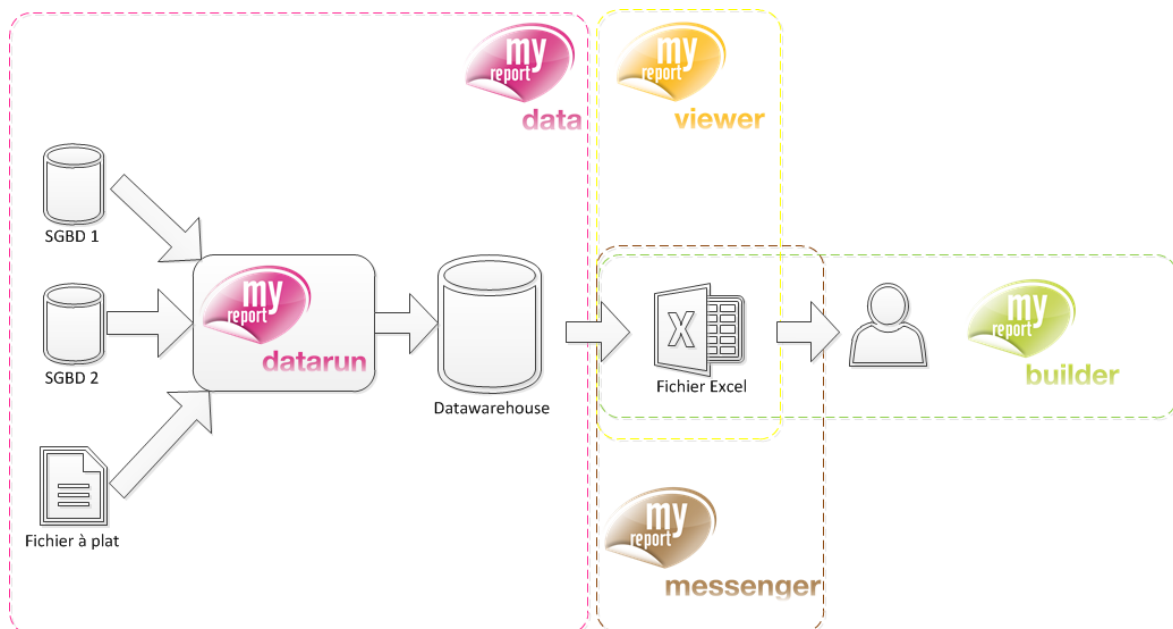 my
report
data
my
report
viewer
SGBD 1
my
report
datarun
SGBD 2
Datawarehouse
X
Fichier Excel
my
report
builder
Fichier à plat
my
report
messenger